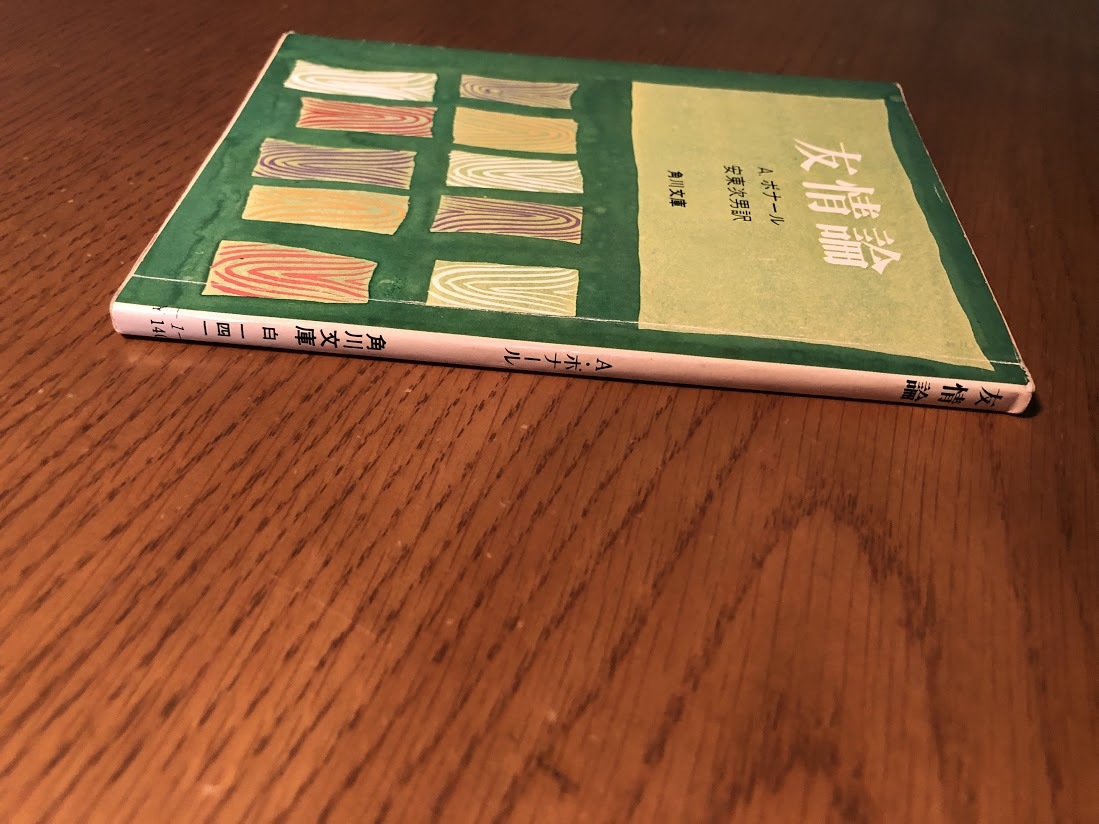 友情論
A. ボナール
安東次男訳
角川文庫
友情論
A・ボナール
角川文庫
白一四一